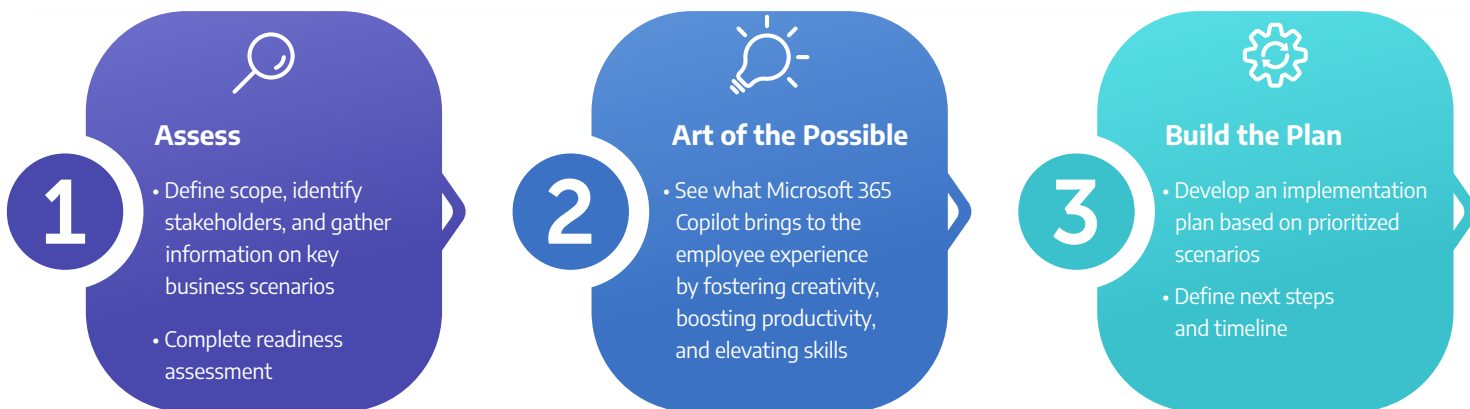 1
Assess
• Define scope, identify
stakeholders, and gather
information on key
business scenarios
• Complete readiness
assessment
2
Art of the Possible
• See what Microsoft 365
Copilot brings to the
employee experience
by fostering creativity,
boosting productivity,
and elevating skills
3
Build the Plan
• Develop an implementation
plan based on prioritized
scenarios
• Define next steps
and timeline